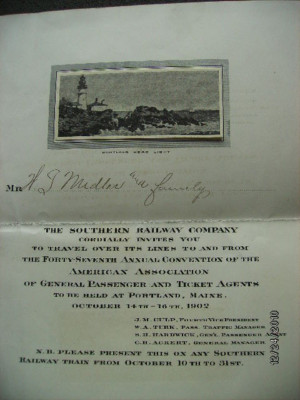 Mr
& family
THE SOUTHERN RAILWAY COMPANY
CORDIALLY INVITES YOU
TO TRAVEL OVER ITS LINES TO AND FROM
THE FORTY-SEVENTH ANNUAL CONVENTION OF THE
AMERICAN ASSOCIATION
OF GENERAL PASSENGER AND TICKET AGENTS
TO BE HELD AT PORTLAND, MAINE,
OCTOBER 14TH-16TH, 1902
J. M. CULP, FOURTH VICE PRESIDENT
W. A. TURK, PASS. TRAFFIC MANAGER
S. H. HARDWICK, GEN'L PASSENGER AGENT
C. H. ACKERT, GENERAL MANAGER
N. B. PLEASE PRESENT THIS ON ANY SOUTHERN
RAILWAY TRAIN FROM OCTOBER 10TH TO 31ST.
12/24/2010